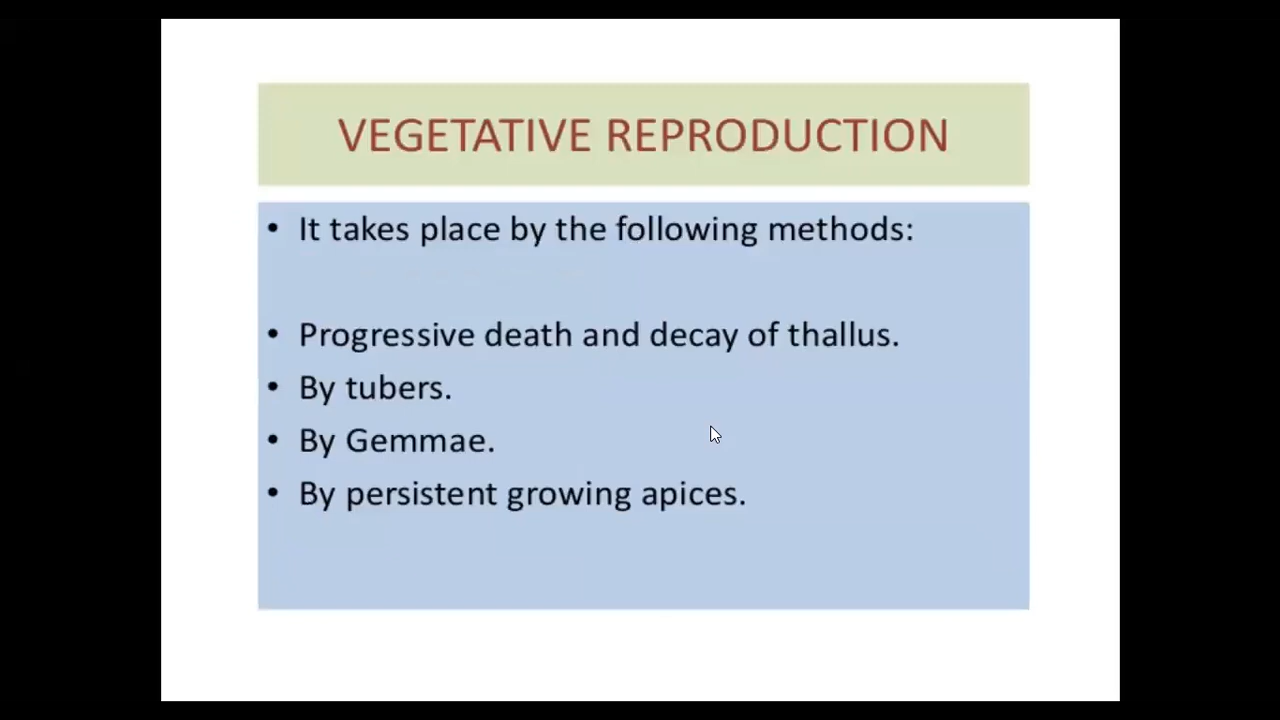 VEGETATIVE REPRODUCTION
• It takes place by the following methods:
• Progressive death and decay of thallus.
• By tubers.
• By Gemmae.
• By persistent growing apices.